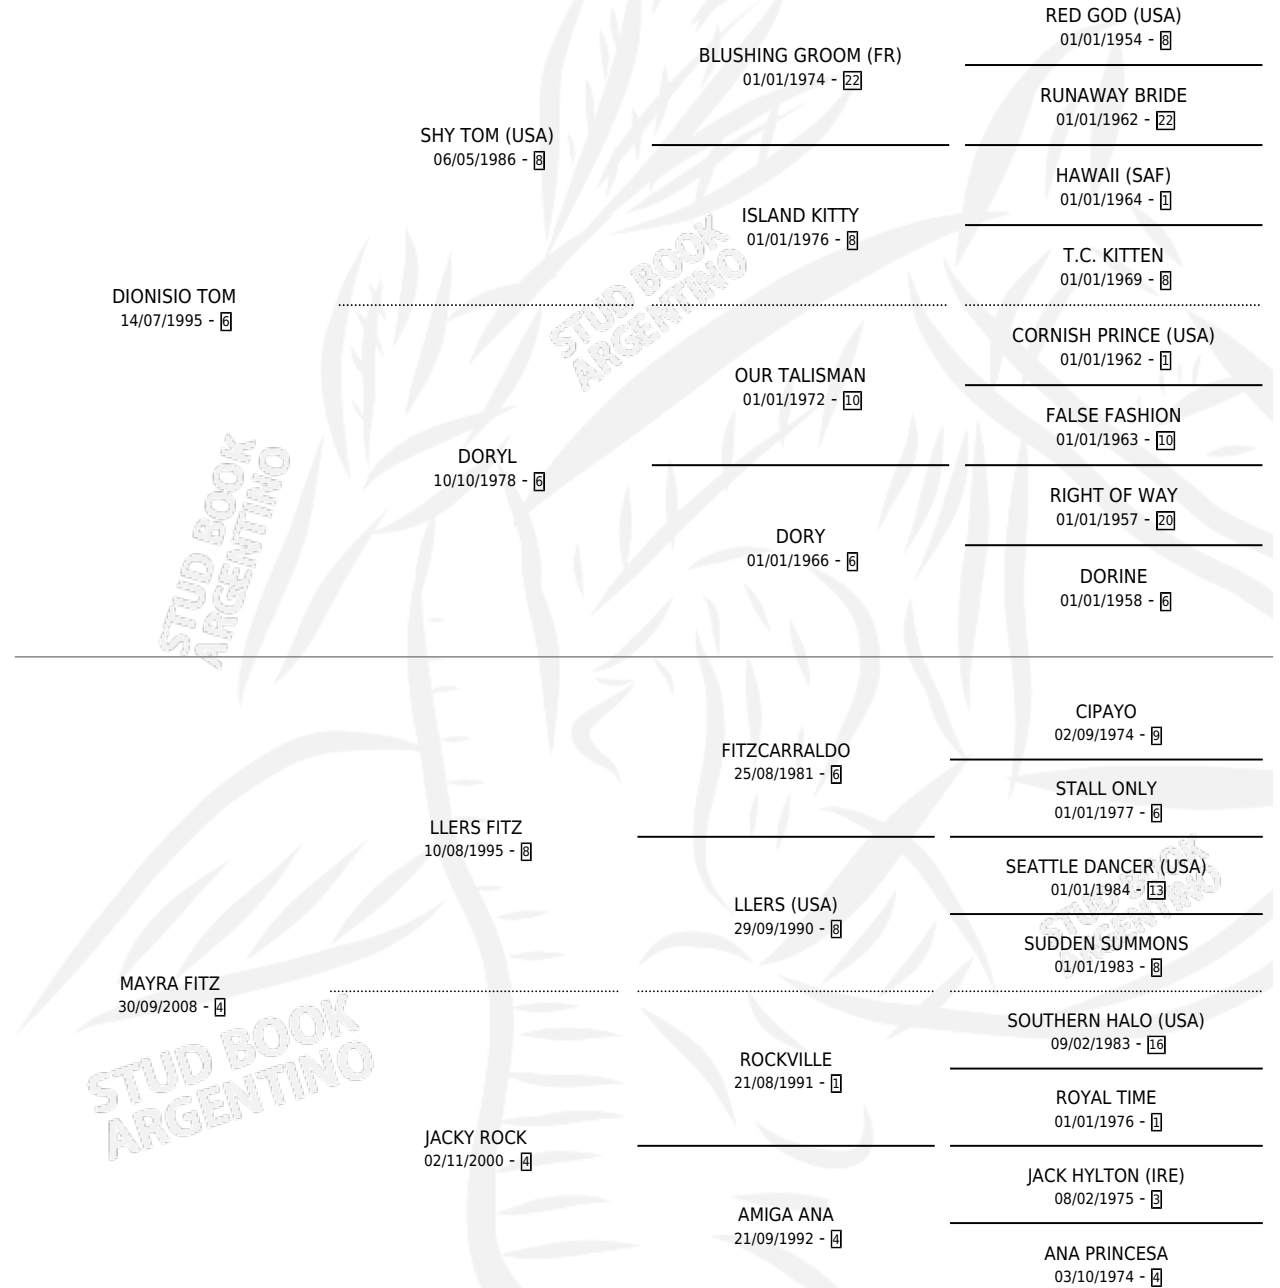 RED GOD (USA)
01/01/1954 - 8
BLUSHING GROOM (FR)
01/01/1974 - 22
RUNAWAY BRIDE
01/01/1962 - 22
SHY TOM (USA)
06/05/1986 - 8
HAWAII (SAF)
01/01/1964 - 1
ISLAND KITTY
01/01/1976 - 8
T.C. KITTEN
01/01/1969 - 8
DIONISIO TOM
14/07/1995 - 6
CORNISH PRINCE (USA)
01/01/1962 - 1
OUR TALISMAN
01/01/1972 - 10
FALSE FASHION
01/01/1963 - 10
DORYL
10/10/1978 - 6
RIGHT OF WAY
01/01/1957 - 20
DORY
01/01/1966 - 6
DORINE
01/01/1958 - 6
CIPAYO
02/09/1974 - 9
FITZCARRALDO
25/08/1981 - 6
STALL ONLY
01/01/1977 - 6
LLERS FITZ
10/08/1995 - 8
SEATTLE DANCER (USA)
01/01/1984 - 13
LLERS (USA)
29/09/1990 - 8
SUDDEN SUMMONS
01/01/1983 - 8
MAYRA FITZ
30/09/2008 - 4
SOUTHERN HALO (USA)
09/02/1983 - 16
ROCKVILLE
21/08/1991 - 1
ROYAL TIME
01/01/1976 - 1
JACKY ROCK
02/11/2000 - 4
JACK HYLTON (IRE)
08/02/1975 - 3
AMIGA ANA
21/09/1992 - 4
ANA PRINCESA
03/10/1974 - 4
STUD BOOK
ARGENTINO
STUD BOOK
ARGENTINO
STUD BOOK
ARGENTINO
STUD BOOK
ARGENTINO